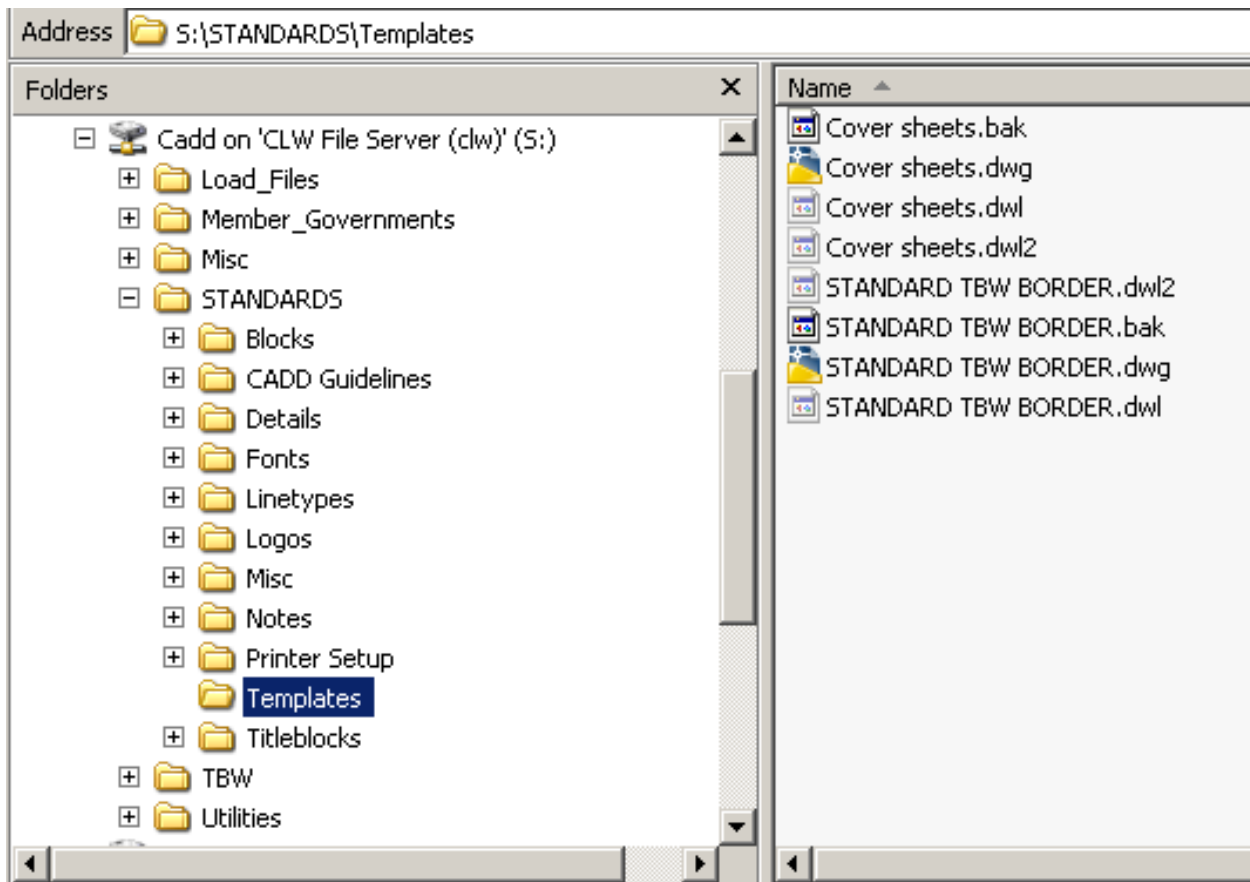 Address S:\STANDARDS\Templates
Folders
Cadd on 'CLW File Server (clw)' (S:)
Load_Files
Member_Governments
Misc
STANDARDS
Blocks
CADD Guidelines
Details
Fonts
Linetypes
Logos
Misc
Notes
Printer Setup
Templates
Titleblocks
TBW
Utilities
Name
Cover sheets.bak
Cover sheets.dwg
Cover sheets.dwl
Cover sheets.dwl2
STANDARD TBW BORDER.dwl2
STANDARD TBW BORDER.bak
STANDARD TBW BORDER.dwg
STANDARD TBW BORDER.dwl